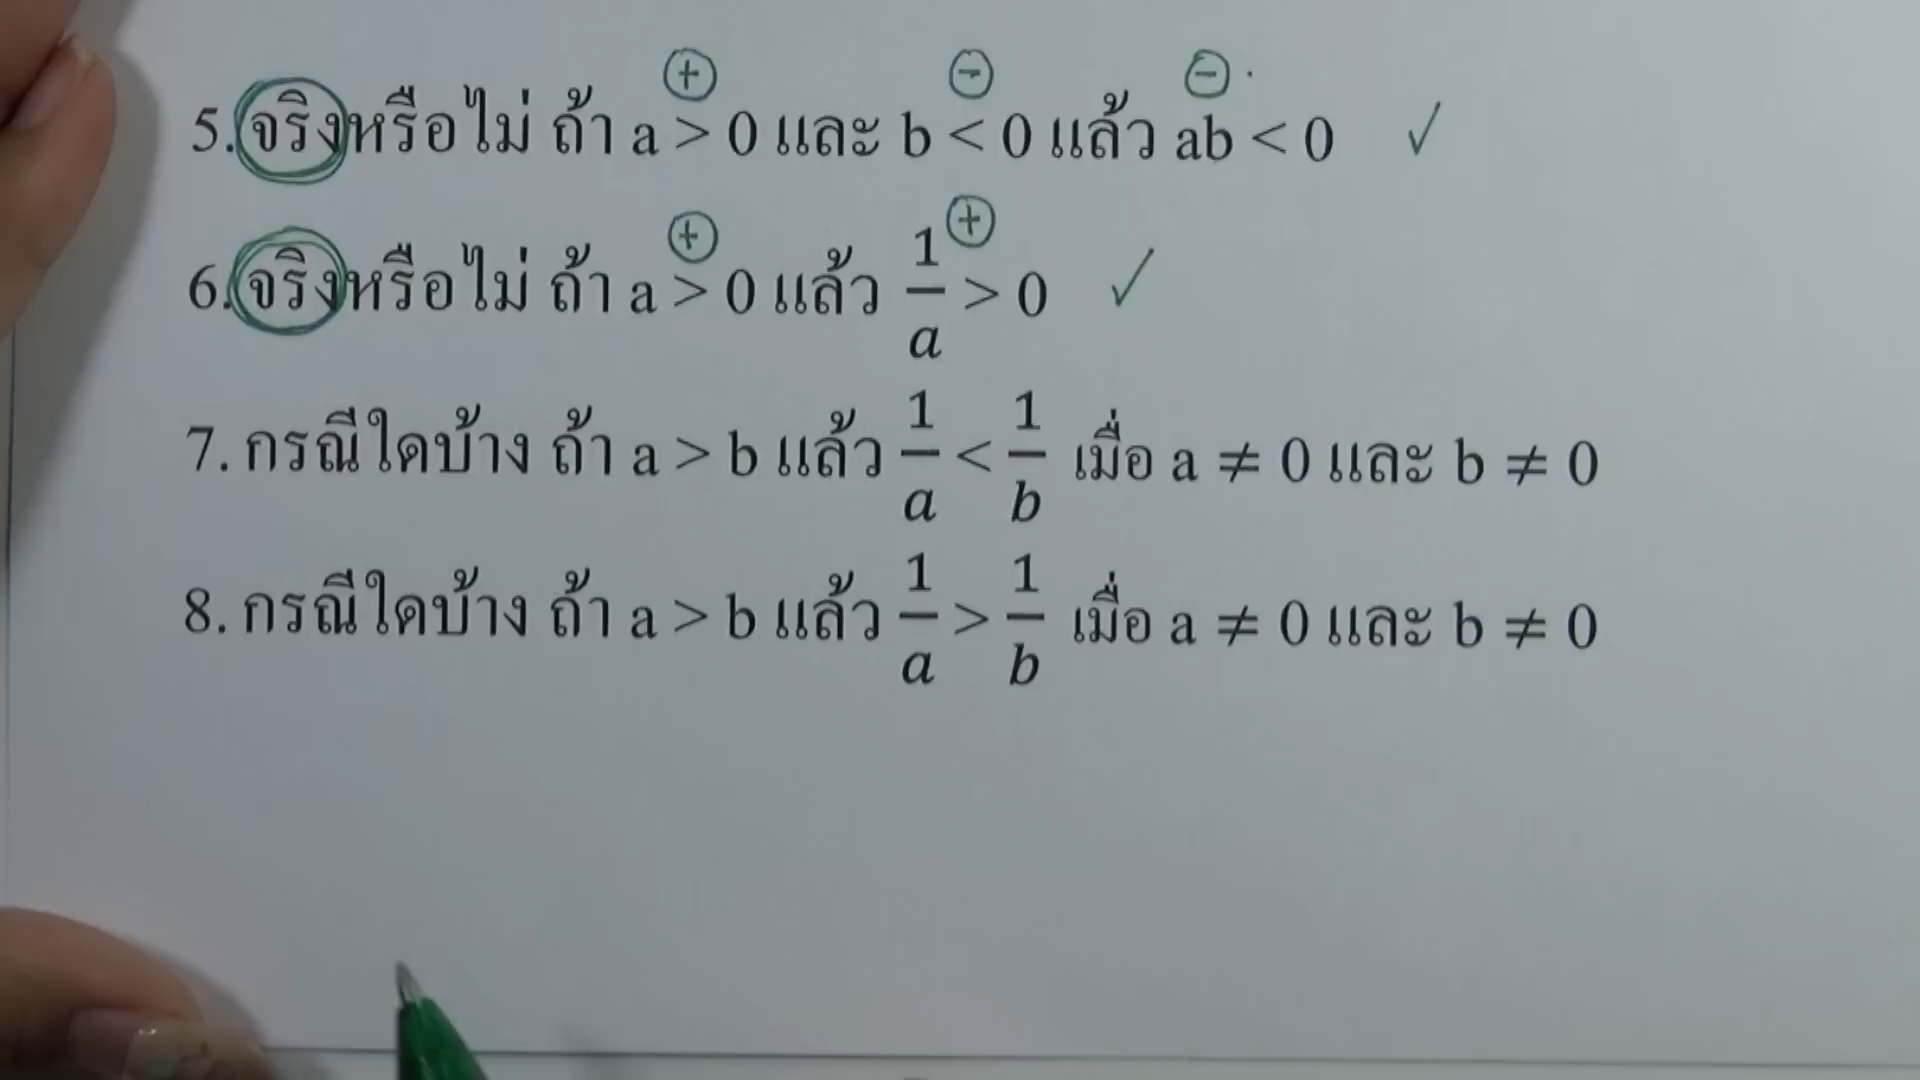 5. จริงหรือไม่ ถ้า a > 0 และ b < 0 แล้ว ab < 0 ✓
6. จริงหรือไม่ ถ้า a > 0 แล้ว 1/a > 0 ✓
7. กรณีใดบ้าง ถ้า a > b แล้ว 1/a < 1/b เมื่อ a ≠ 0 และ b ≠ 0
8. กรณีใดบ้าง ถ้า a > b แล้ว 1/a > 1/b เมื่อ a ≠ 0 และ b ≠ 0